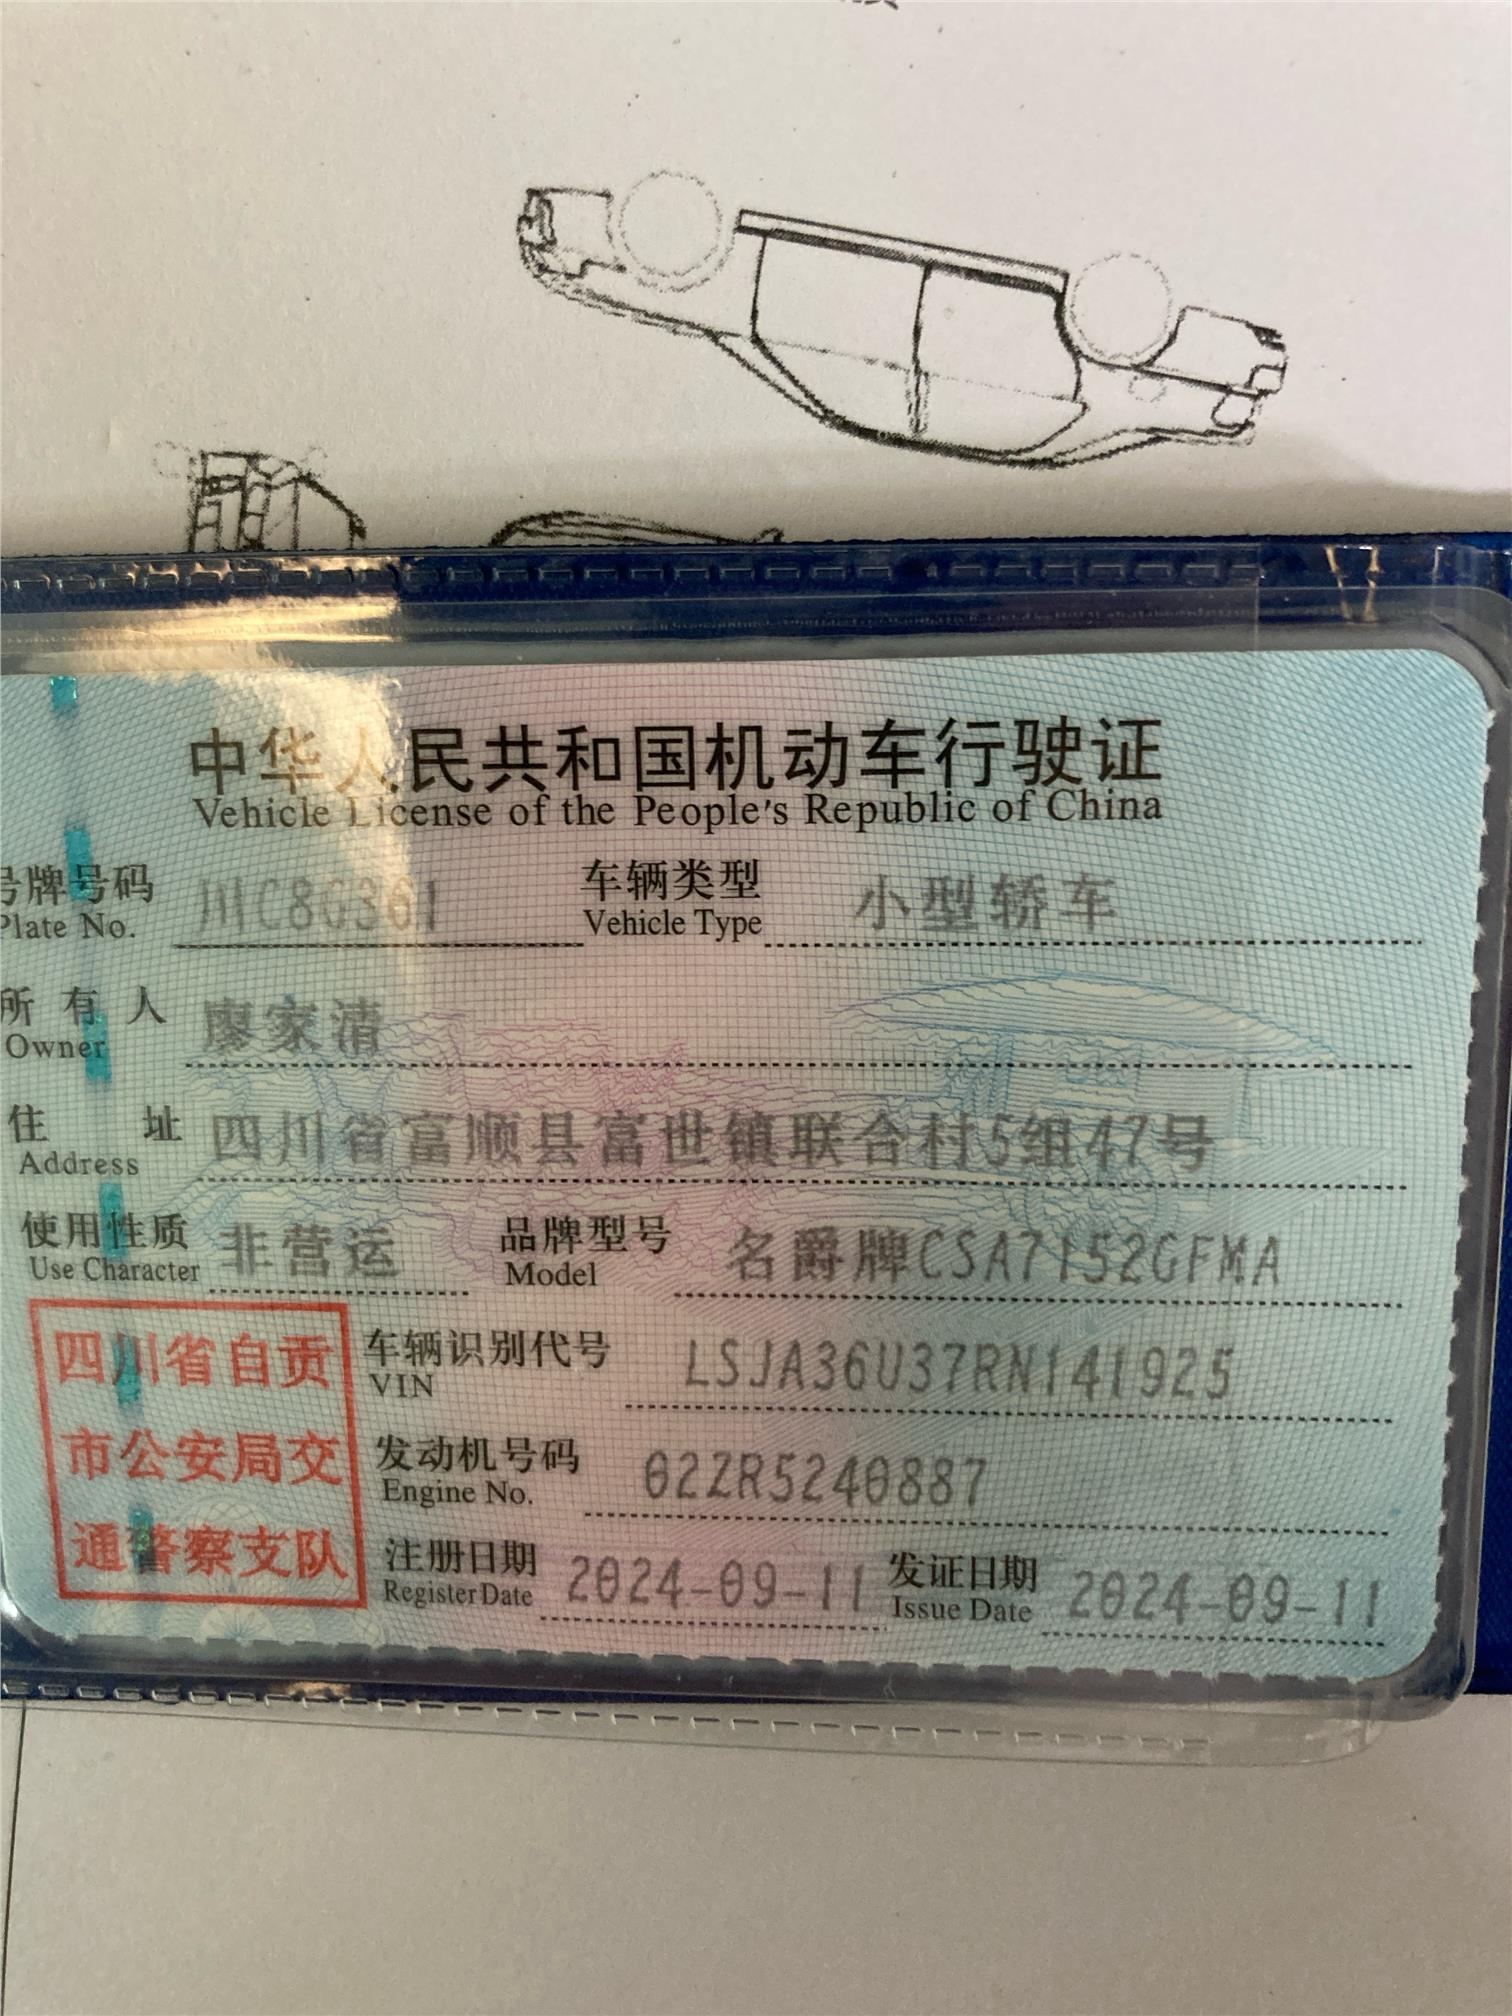 中华人民共和国机动车行驶证
Vehicle License of the People's Republic of China
号牌号码 川C8G361 车辆类型 小型轿车
Plate No. Vehicle Type
所有人 廖家清
Owner
住址 四川省富顺县富世镇联合村5组47号
Address
使用性质 非营运 品牌型号 名爵牌CSA7152GFMA
Use Character Model
四川省自贡
市公安局交
通警察支队
车辆识别代号 LSJA36U37RN141925
VIN
发动机号码 02ZR5240887
Engine No.
注册日期 2024-09-11 发证日期 2024-09-11
Register Date Issue Date